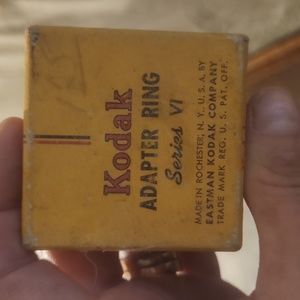 Kodak
ADAPTER RING
Series VI
MADE IN ROCHESTER, N. Y., U. S. A. BY
EASTMAN KODAK COMPANY
TRADE MARK REG. U. S. PAT. OFF.